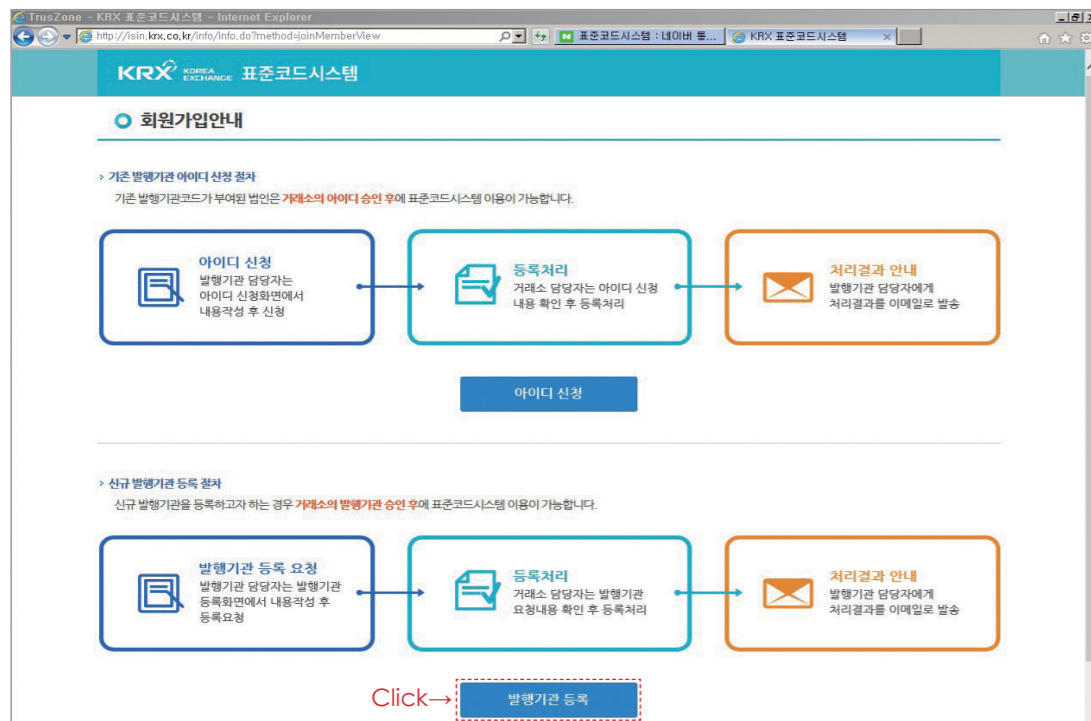 TrusZone - KRX 표준코드시스템 - Internet Explorer
http://isin.krx.co.kr/info/info.do?method=joinMemberView
표준코드시스템 : 네이버 통...
KRX 표준코드시스템
KRX KOREA EXCHANGE 표준코드시스템
회원가입안내
기존 발행기관 아이디 신청 절차
기존 발행기관코드가 부여된 법인은 거래소의 아이디 승인 후에 표준코드시스템 이용이 가능합니다.
아이디 신청
발행기관 담당자는
아이디 신청화면에서
내용작성 후 신청
등록처리
거래소 담당자는 아이디 신청
내용 확인 후 등록처리
처리결과 안내
발행기관 담당자에게
처리결과를 이메일로 발송
아이디 신청
신규 발행기관 등록 절차
신규 발행기관을 등록하고자 하는 경우 거래소의 발행기관 승인 후에 표준코드시스템 이용이 가능합니다.
발행기관 등록 요청
발행기관 담당자는 발행기관
등록화면에서 내용작성 후
등록요청
등록처리
거래소 담당자는 발행기관
요청내용 확인 후 등록처리
처리결과 안내
발행기관 담당자에게
처리결과를 이메일로 발송
Click→
발행기관 등록